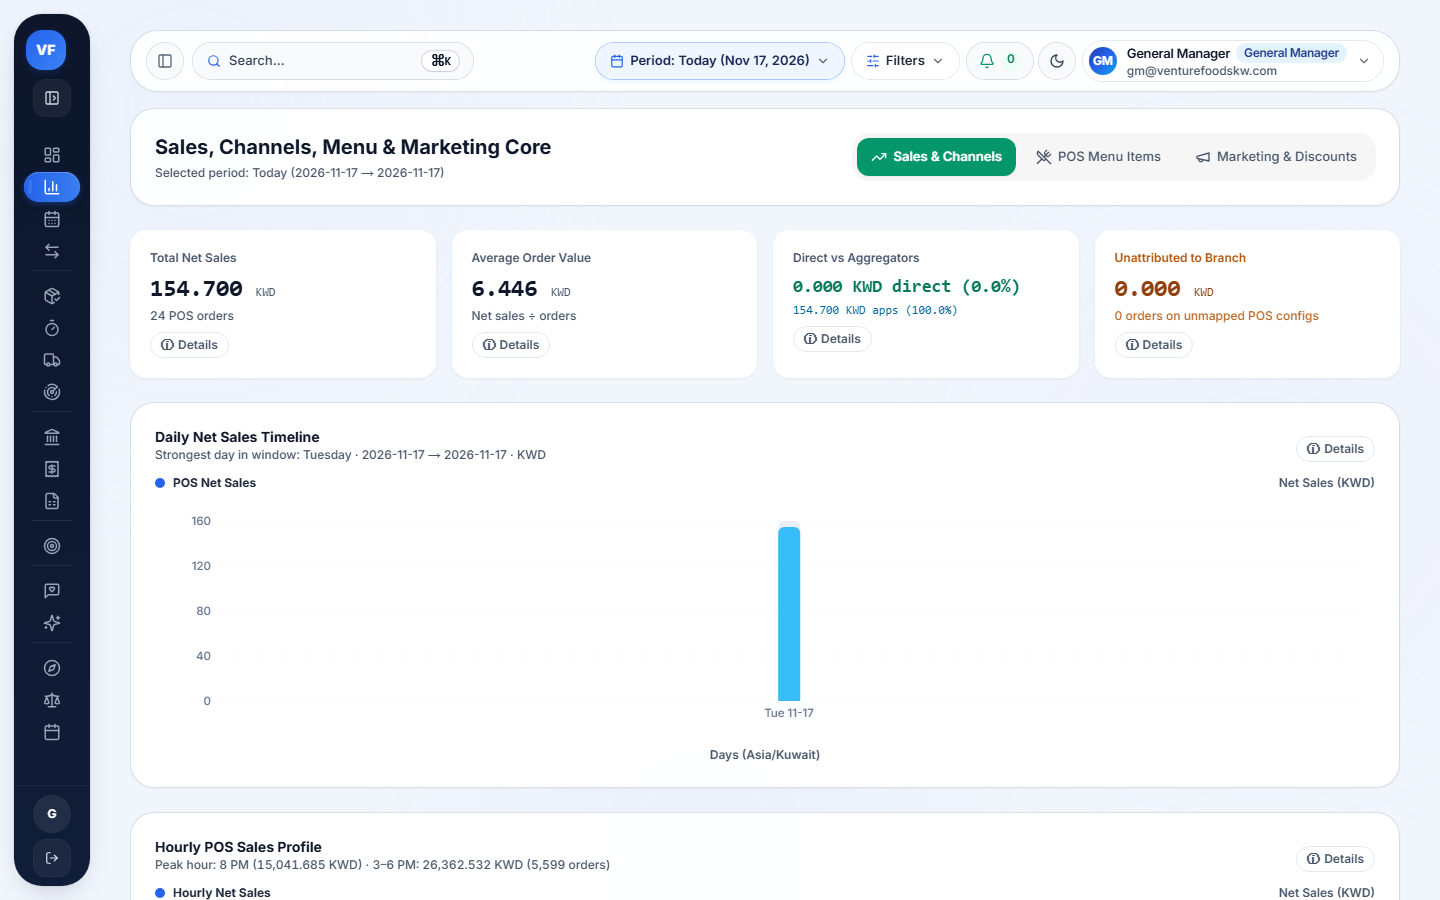 VF
Search...
⌘K
Period: Today (Nov 17, 2026)
Filters
0
GM
General Manager
General Manager
gm@venturefoodskw.com
Sales, Channels, Menu & Marketing Core
Selected period: Today (2026-11-17 → 2026-11-17)
Sales & Channels
POS Menu Items
Marketing & Discounts
Total Net Sales
154.700 KWD
24 POS orders
Details
Average Order Value
6.446 KWD
Net sales ÷ orders
Details
Direct vs Aggregators
0.000 KWD direct (0.0%)
154.700 KWD apps (100.0%)
Details
Unattributed to Branch
0.000 KWD
0 orders on unmapped POS configs
Details
Daily Net Sales Timeline
Strongest day in window: Tuesday · 2026-11-17 → 2026-11-17 · KWD
Details
POS Net Sales
Net Sales (KWD)
160
120
80
40
0
Tue 11-17
Days (Asia/Kuwait)
Hourly POS Sales Profile
Peak hour: 8 PM (15,041.685 KWD) · 3–6 PM: 26,362.532 KWD (5,599 orders)
Details
Hourly Net Sales
Net Sales (KWD)
G